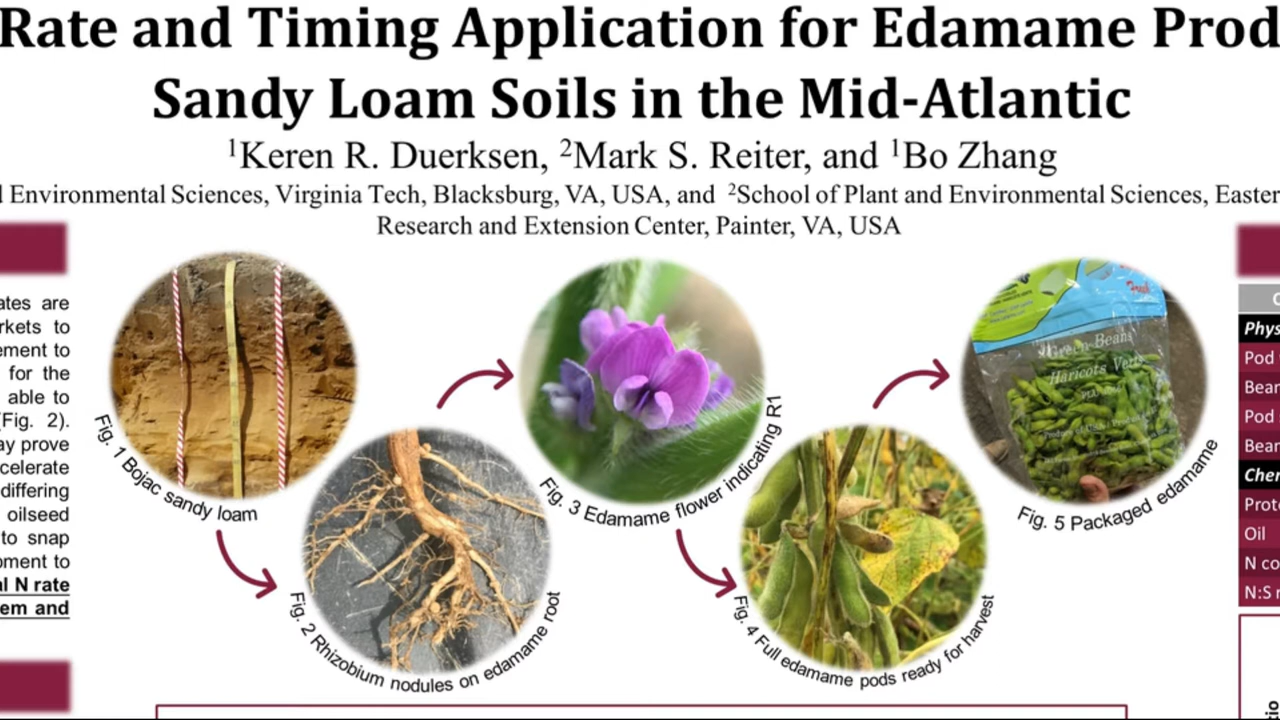 Rate and Timing Application for Edamame Prod
Sandy Loam Soils in the Mid-Atlantic
¹Keren R. Duerksen, ²Mark S. Reiter, and ¹Bo Zhang
d Environmental Sciences, Virginia Tech, Blacksburg, VA, USA, and ²School of Plant and Environmental Sciences, Easter
Research and Extension Center, Painter, VA, USA
ates are
rkets to
ement to
for the
able to
(Fig. 2).
ay prove
celerate
differing
oilseed
to snap
pment to
al N rate
em and
Fig. 1 Bojac sandy loam
Fig. 2 Rhizobium nodules on edamame root
Fig. 3 Edamame flower indicating R1
Fig. 4 Full edamame pods ready for harvest
Fresh
Green Beans
Haricots Verts
Fig. 5 Packaged edamame
C
Phys
Pod
Bean
Pod
Bean
Chem
Prote
Oil
N co
N:S r
tio